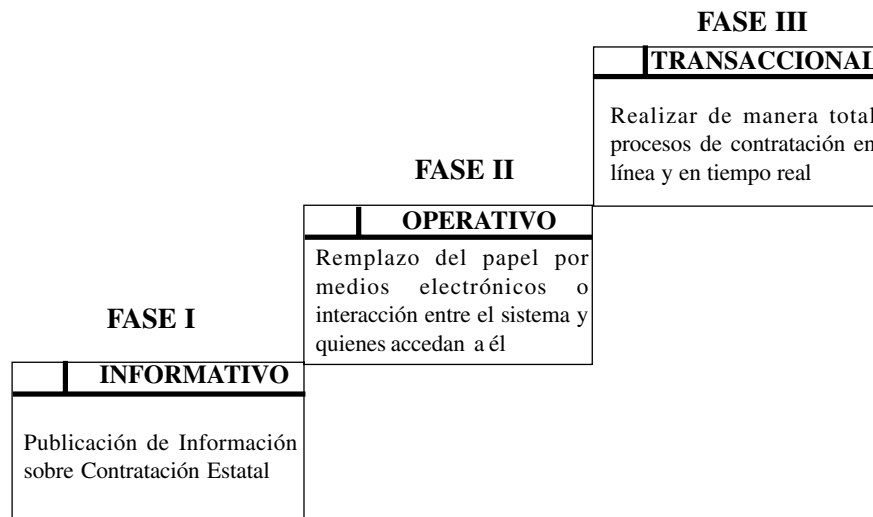 FASE III
TRANSACCIONAL
Realizar de manera total
procesos de contratación en
línea y en tiempo real
FASE II
OPERATIVO
Remplazo del papel por
medios electrónicos o
interacción entre el sistema y
quienes accedan a él
FASE I
INFORMATIVO
Publicación de Información
sobre Contratación Estatal